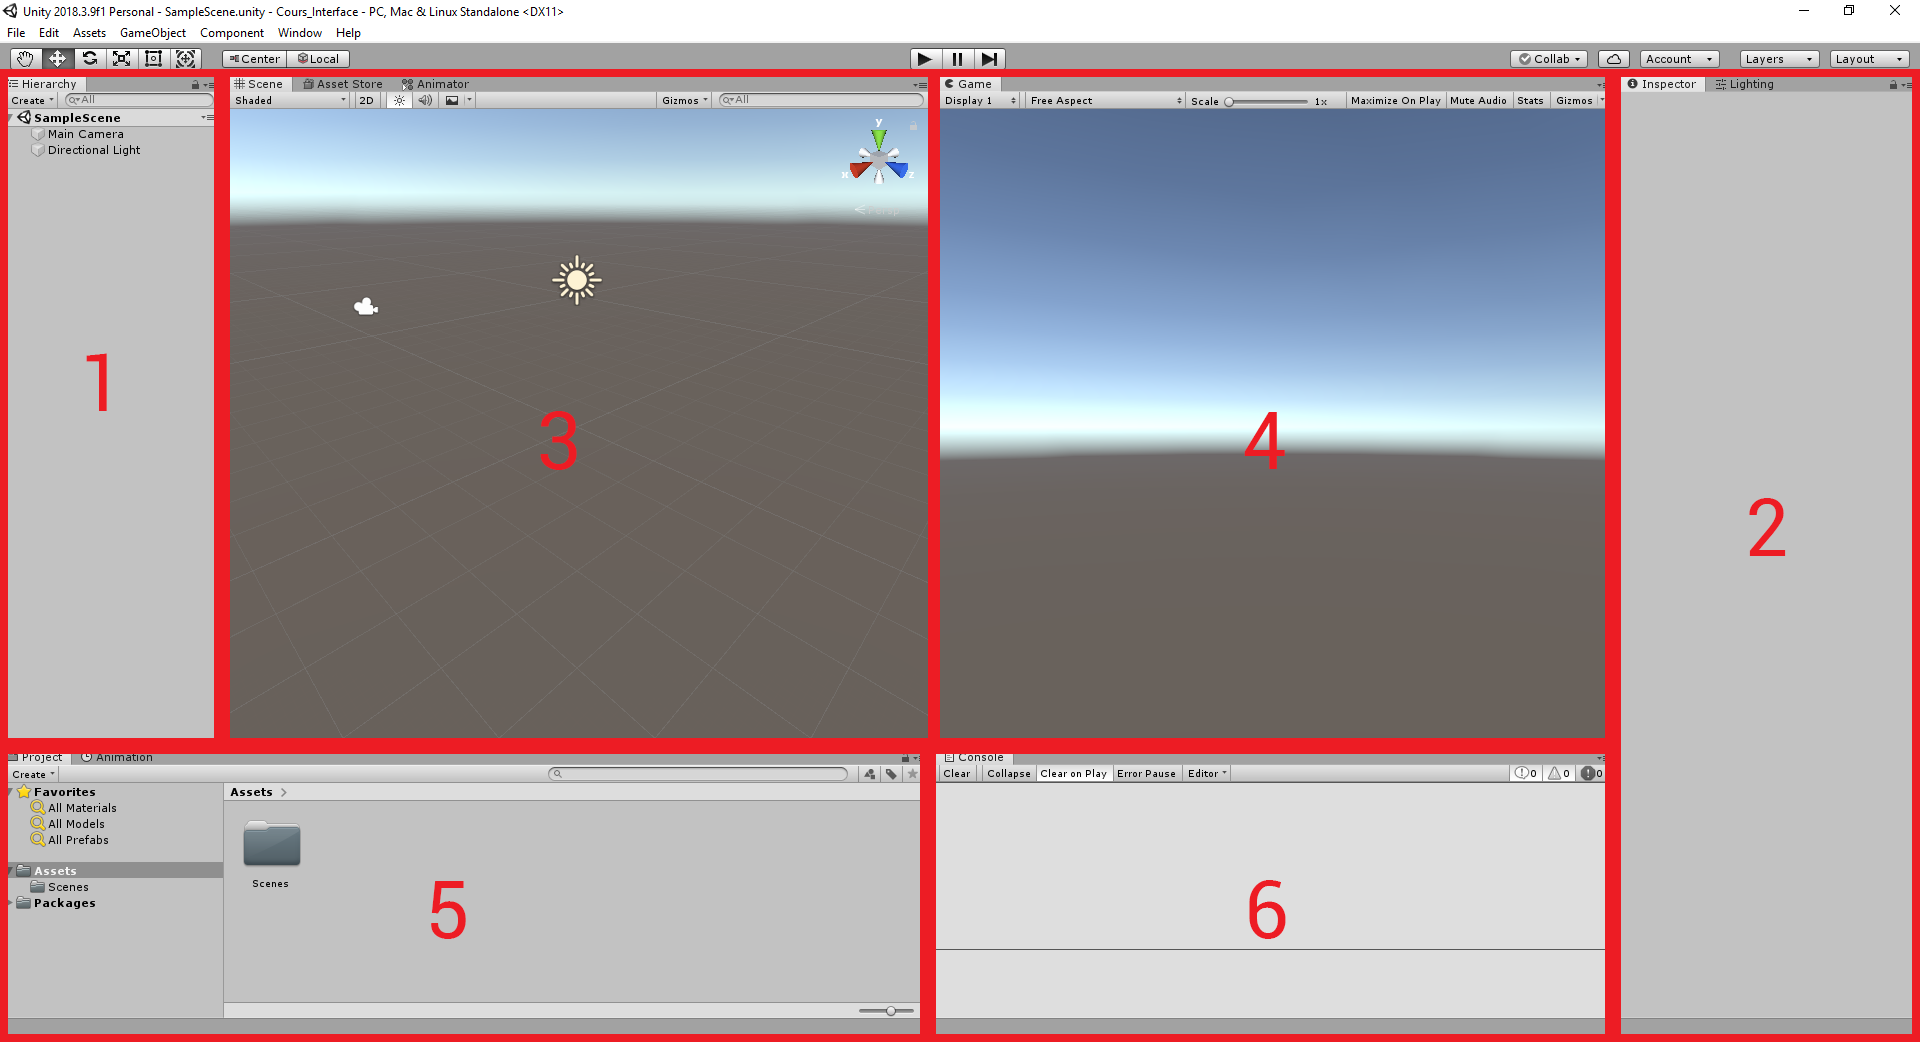 Unity 2018.3.9f1 Personal - SampleScene.unity - Cours_Interface - PC, Mac & Linux Standalone <DX11>
File Edit Assets GameObject Component Window Help
Center Local Collab Account Layers Layout
Hierarchy
Create All
SampleScene
Main Camera
Directional Light
1
Scene Asset Store Animator
Shaded 2D Gizmos All
y
x z
Persp
3
Game
Display 1 Free Aspect Scale 1x Maximize On Play Mute Audio Stats Gizmos
4
Inspector Lighting
2
Project Animation
Create
Favorites
All Materials
All Models
All Prefabs
Assets
Scenes
Packages
Assets
Scenes
5
Console
Clear Collapse Clear on Play Error Pause Editor 0 0 0
6